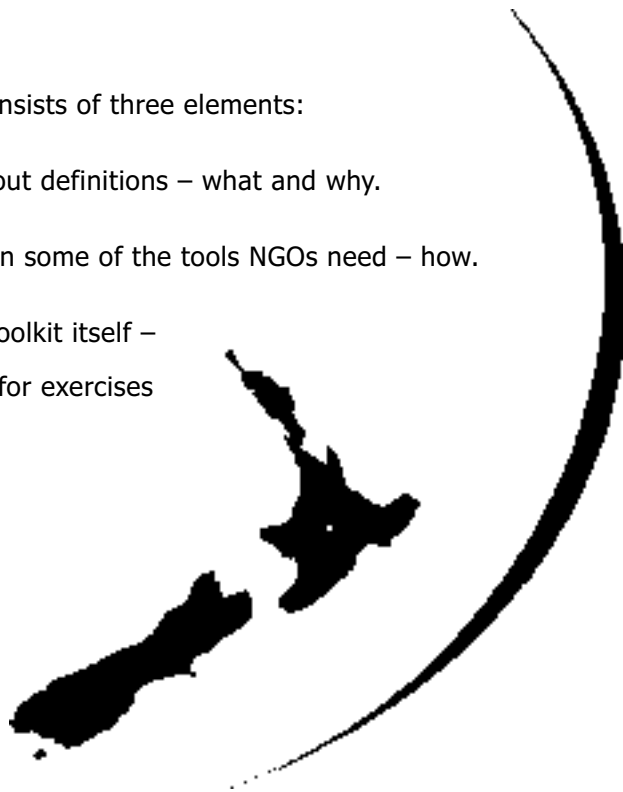 nsists of three elements:
out definitions – what and why.
n some of the tools NGOs need – how.
oolkit itself –
for exercises